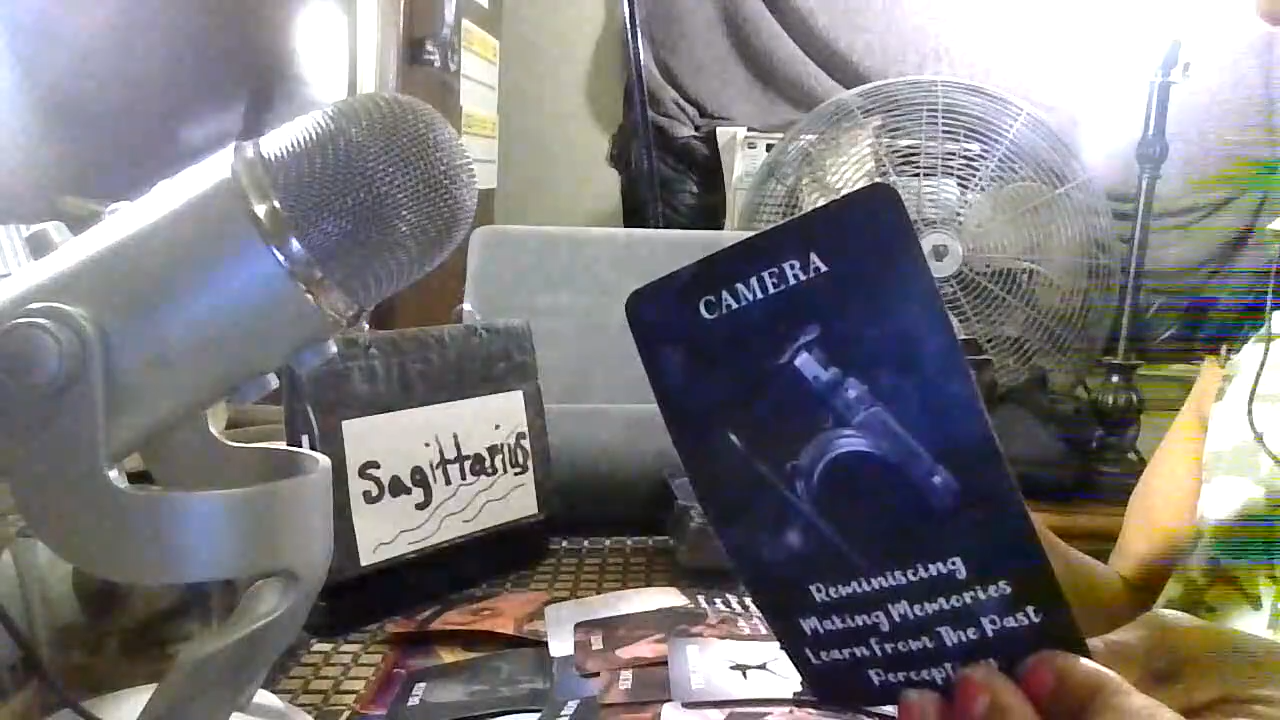 Sagittarius
CAMERA
Reminiscing
Making Memories
Learn From The Past